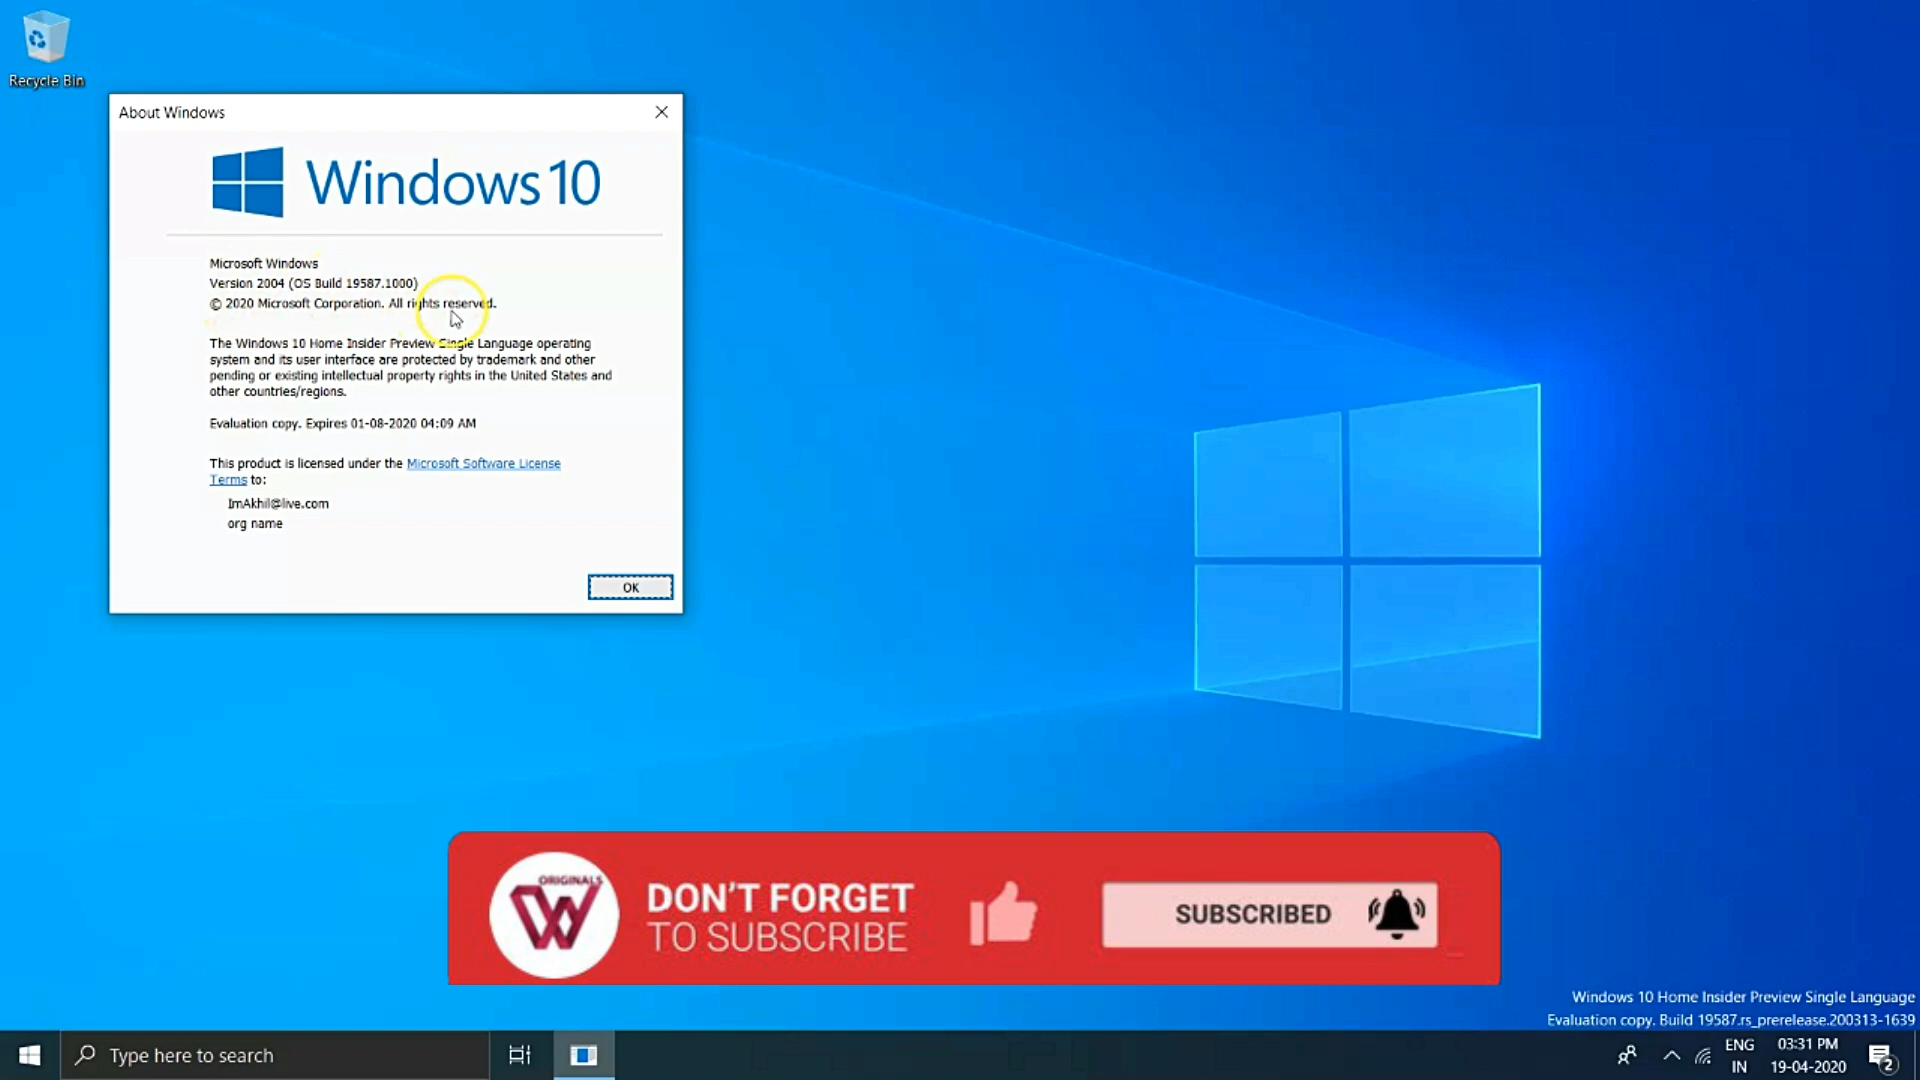 Recycle Bin
About Windows
Windows 10
Microsoft Windows
Version 2004 (OS Build 19587.1000)
© 2020 Microsoft Corporation. All rights reserved.
The Windows 10 Home Insider Preview Single Language operating
system and its user interface are protected by trademark and other
pending or existing intellectual property rights in the United States and
other countries/regions.
Evaluation copy. Expires 01-08-2020 04:09 AM
This product is licensed under the Microsoft Software License
Terms to:
ImAkhil@live.com
org name
OK
ORIGINALS
W
DON'T FORGET
TO SUBSCRIBE
SUBSCRIBED
Windows 10 Home Insider Preview Single Language
Evaluation copy. Build 19587.rs_prerelease.200313-1639
Type here to search
ENG
IN
03:31 PM
19-04-2020
2